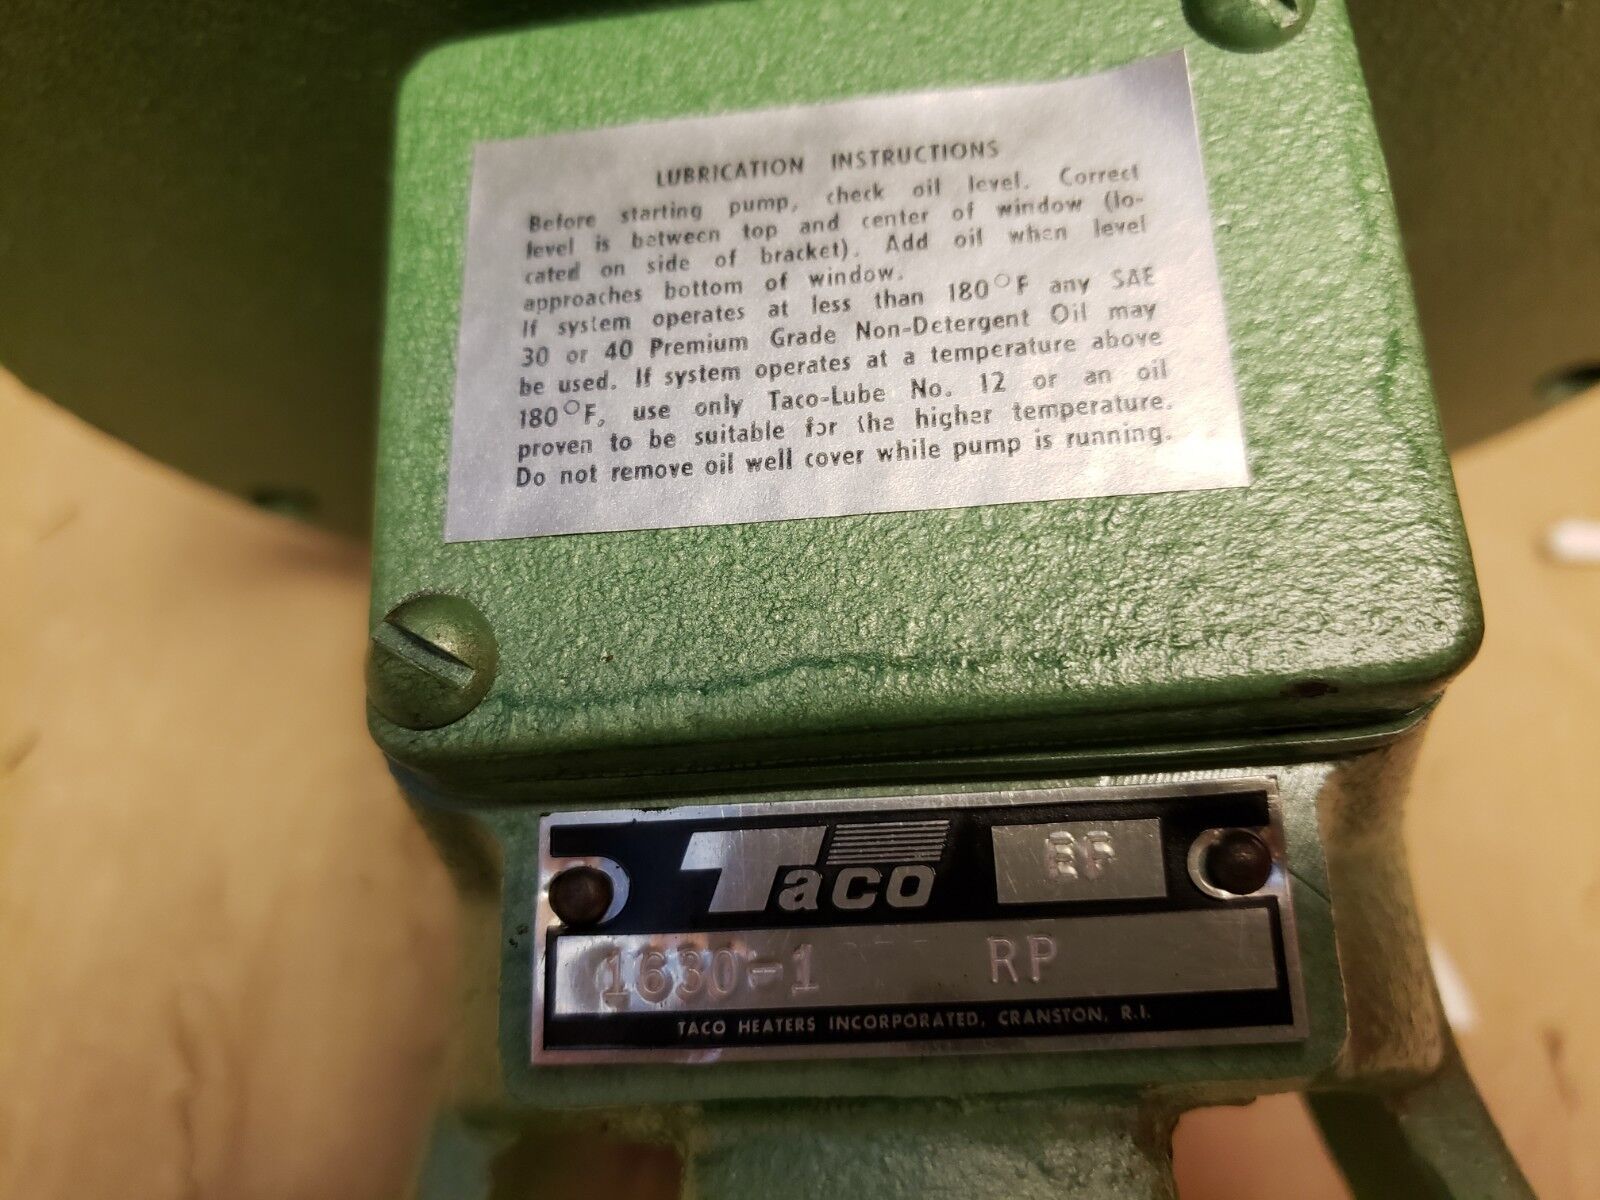 LUBRICATION INSTRUCTIONS
Before starting pump, check oil level. Correct
level is between top and center of window (lo-
cated on side of bracket). Add oil when level
approaches bottom of window.
If system operates at less than 180°F any SAE
30 or 40 Premium Grade Non-Detergent Oil may
be used. If system operates at a temperature above
180°F, use only Taco-Lube No. 12 or an oil
proven to be suitable for the higher temperature.
Do not remove oil well cover while pump is running.
Taco EF
1630-1 RP
TACO HEATERS INCORPORATED, CRANSTON, R.I.